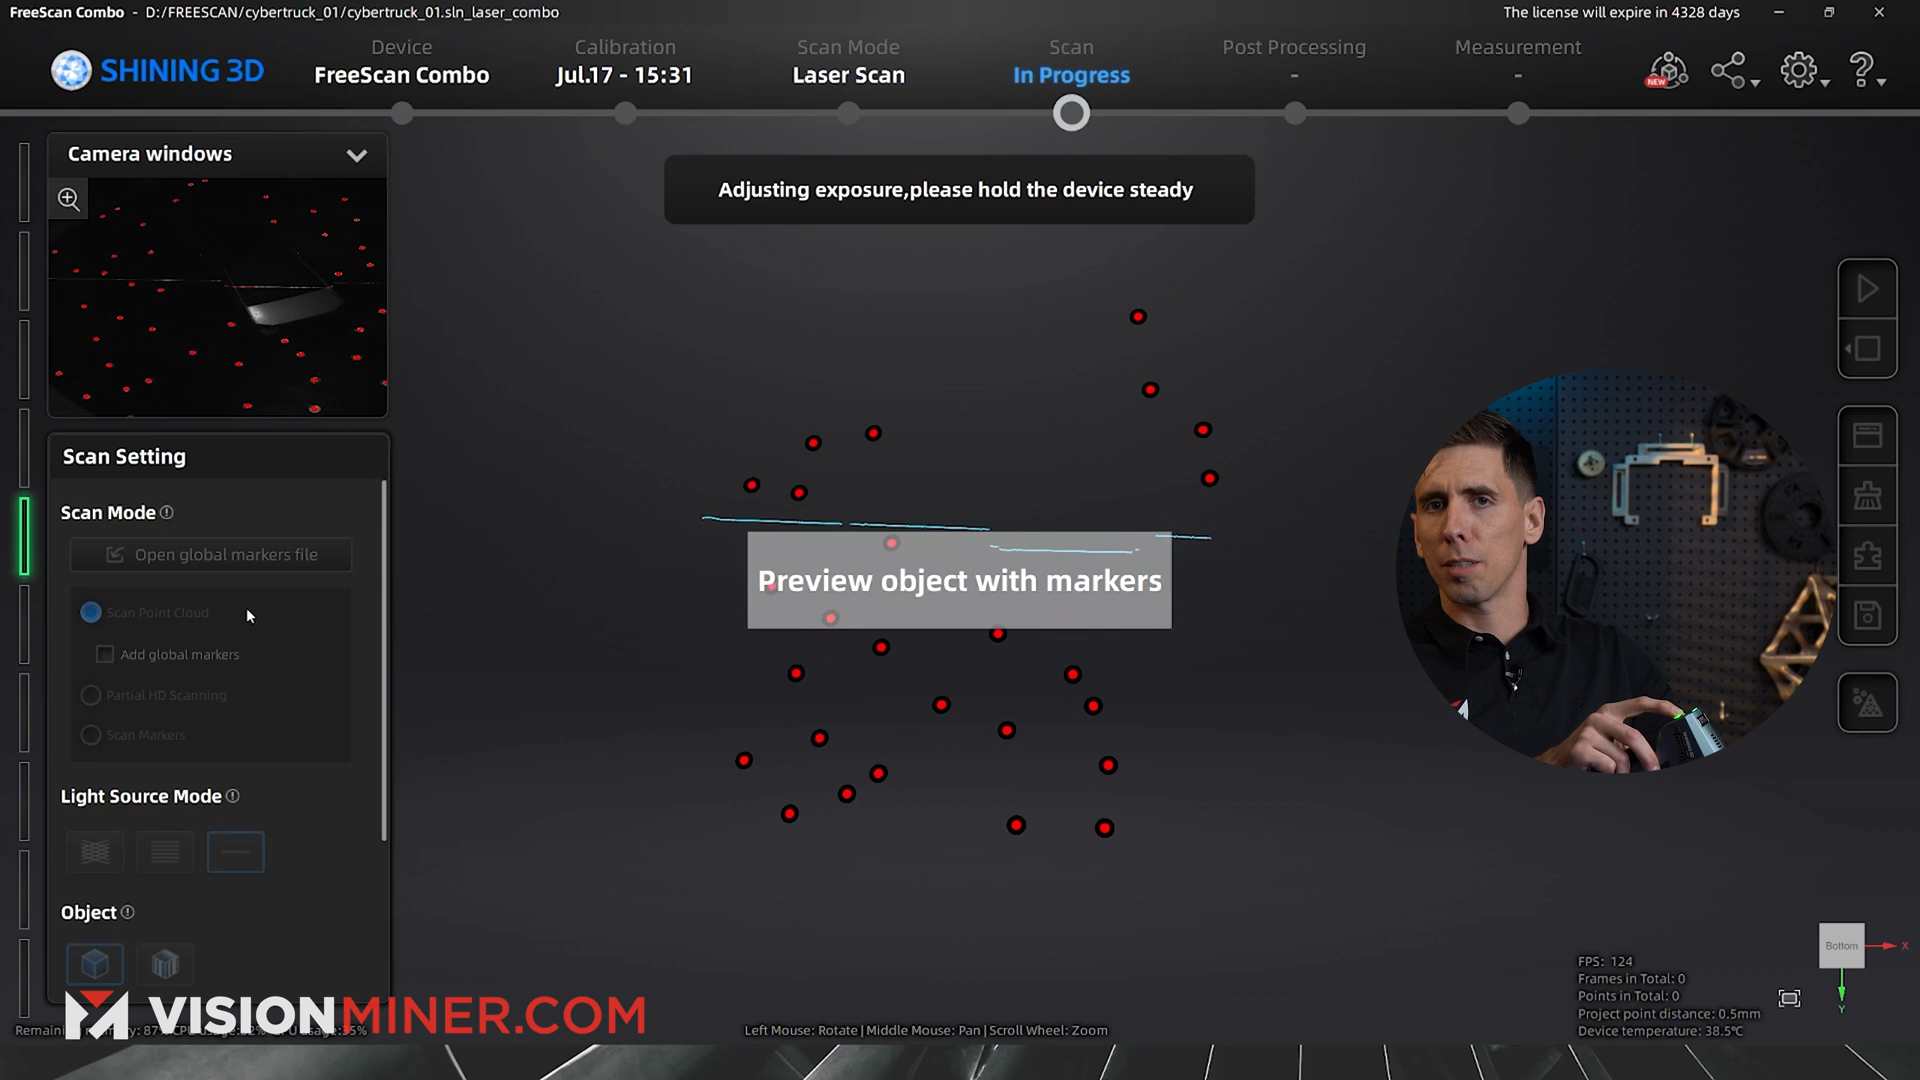 FreeScan Combo - D:/FREESCAN/cybertruck_01/cybertruck_01.sln_laser_combo
The license will expire in 4328 days
SHINING 3D
Device
FreeScan Combo
Calibration
Jul.17 - 15:31
Scan Mode
Laser Scan
Scan
In Progress
Post Processing
-
Measurement
-
NEW
Camera windows
Adjusting exposure,please hold the device steady
Scan Setting
Scan Mode
Open global markers file
Scan Point Cloud
Add global markers
Partial HD Scanning
Scan Markers
Preview object with markers
Light Source Mode
Object
Bottom
X
Y
FPS: 124
Frames in Total: 0
Points in Total: 0
Project point distance: 0.5mm
Device temperature: 38.5℃
VISIONMINER.COM
Left Mouse: Rotate|Middle Mouse: Pan|Scroll Wheel: Zoom